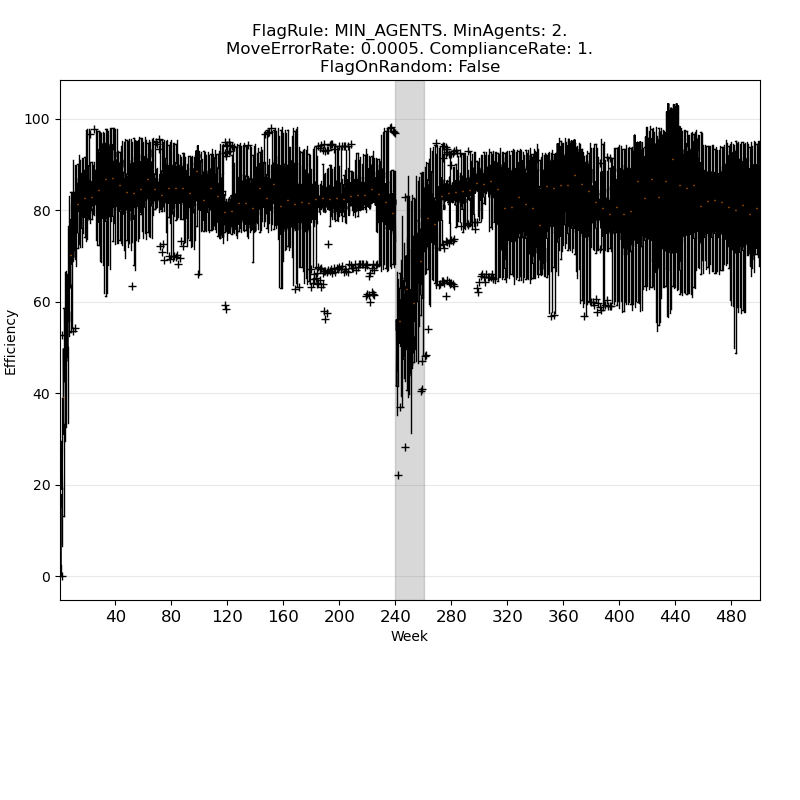 FlagRule: MIN_AGENTS. MinAgents: 2.
MoveErrorRate: 0.0005. ComplianceRate: 1.
FlagOnRandom: False
Efficiency
100
80
60
40
20
0
40 80 120 160 200 240 280 320 360 400 440 480
Week